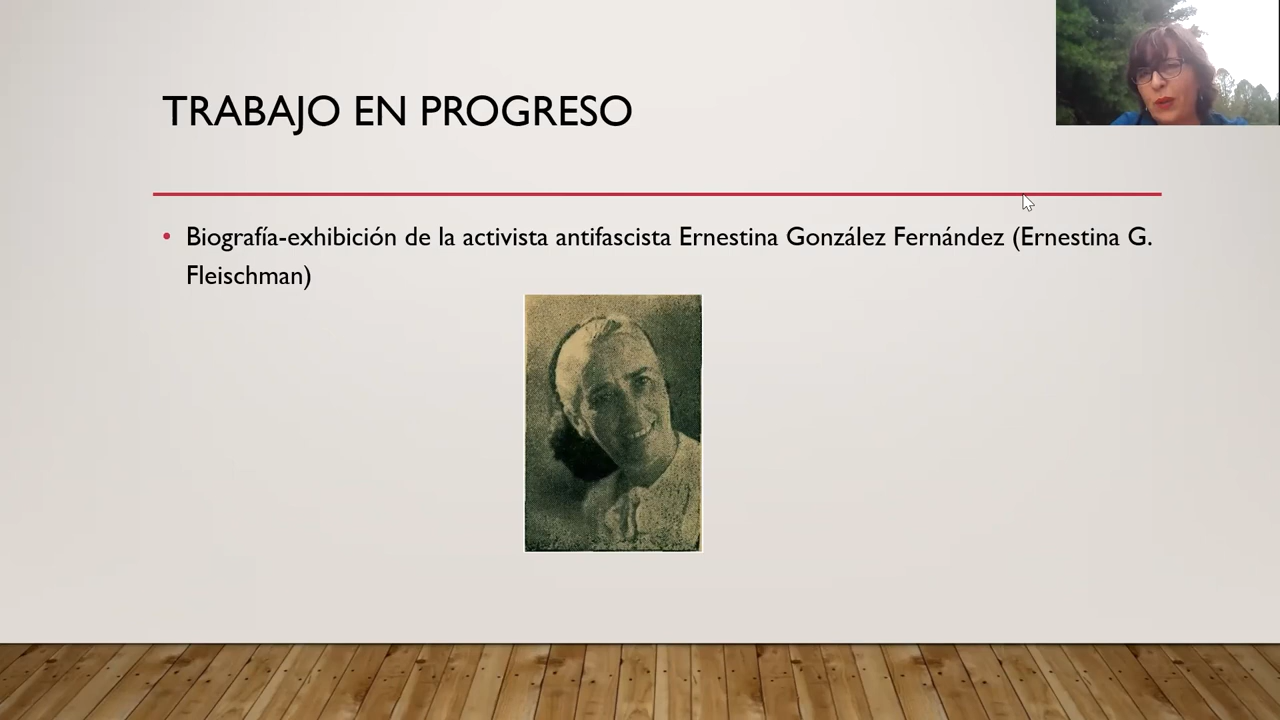 TRABAJO EN PROGRESO
• Biografía-exhibición de la activista antifascista Ernestina González Fernández (Ernestina G.
Fleischman)